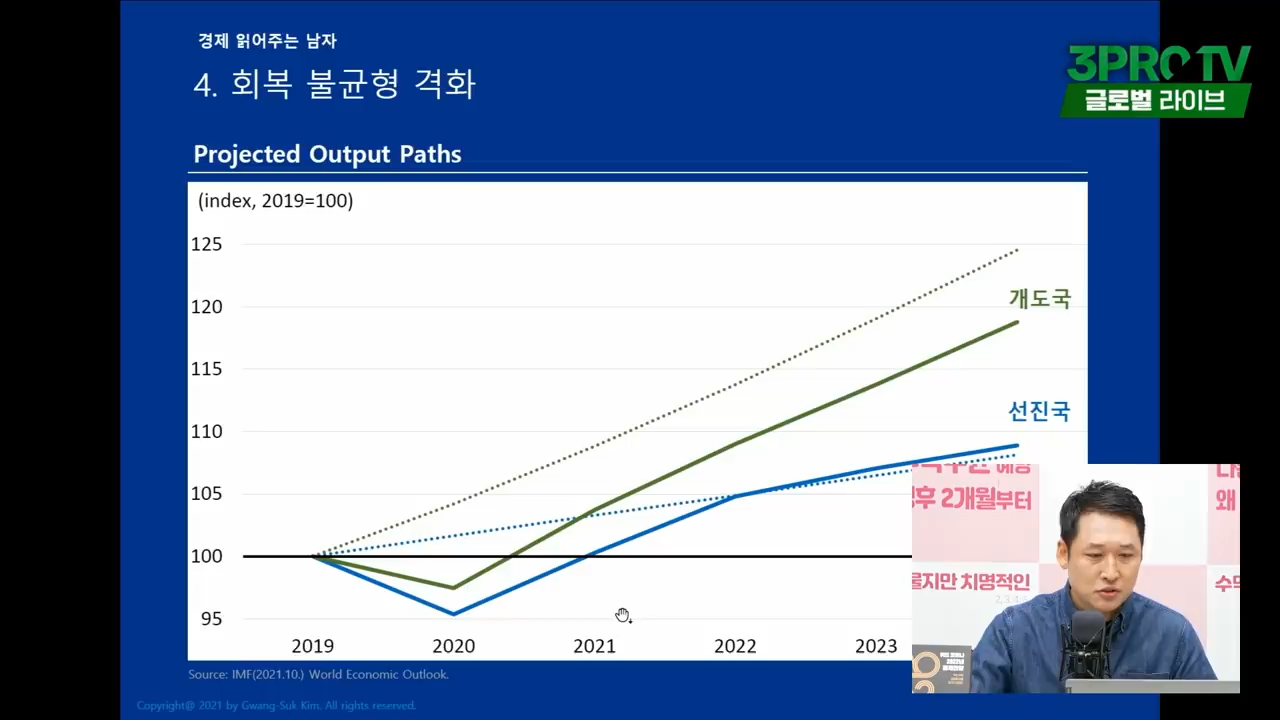 경제 읽어주는 남자
4. 회복 불균형 격화
3PRO TV
글로벌 라이브
Projected Output Paths
(index, 2019=100)
125
120
115
110
105
100
95
개도국
선진국
2019
2020
2021
2022
2023
2개월부터
치명적인
왜
Source: IMF(2021.10.) World Economic Outlook.
Copyright@ 2021 by Gwang-Suk Kim. All rights reserved.